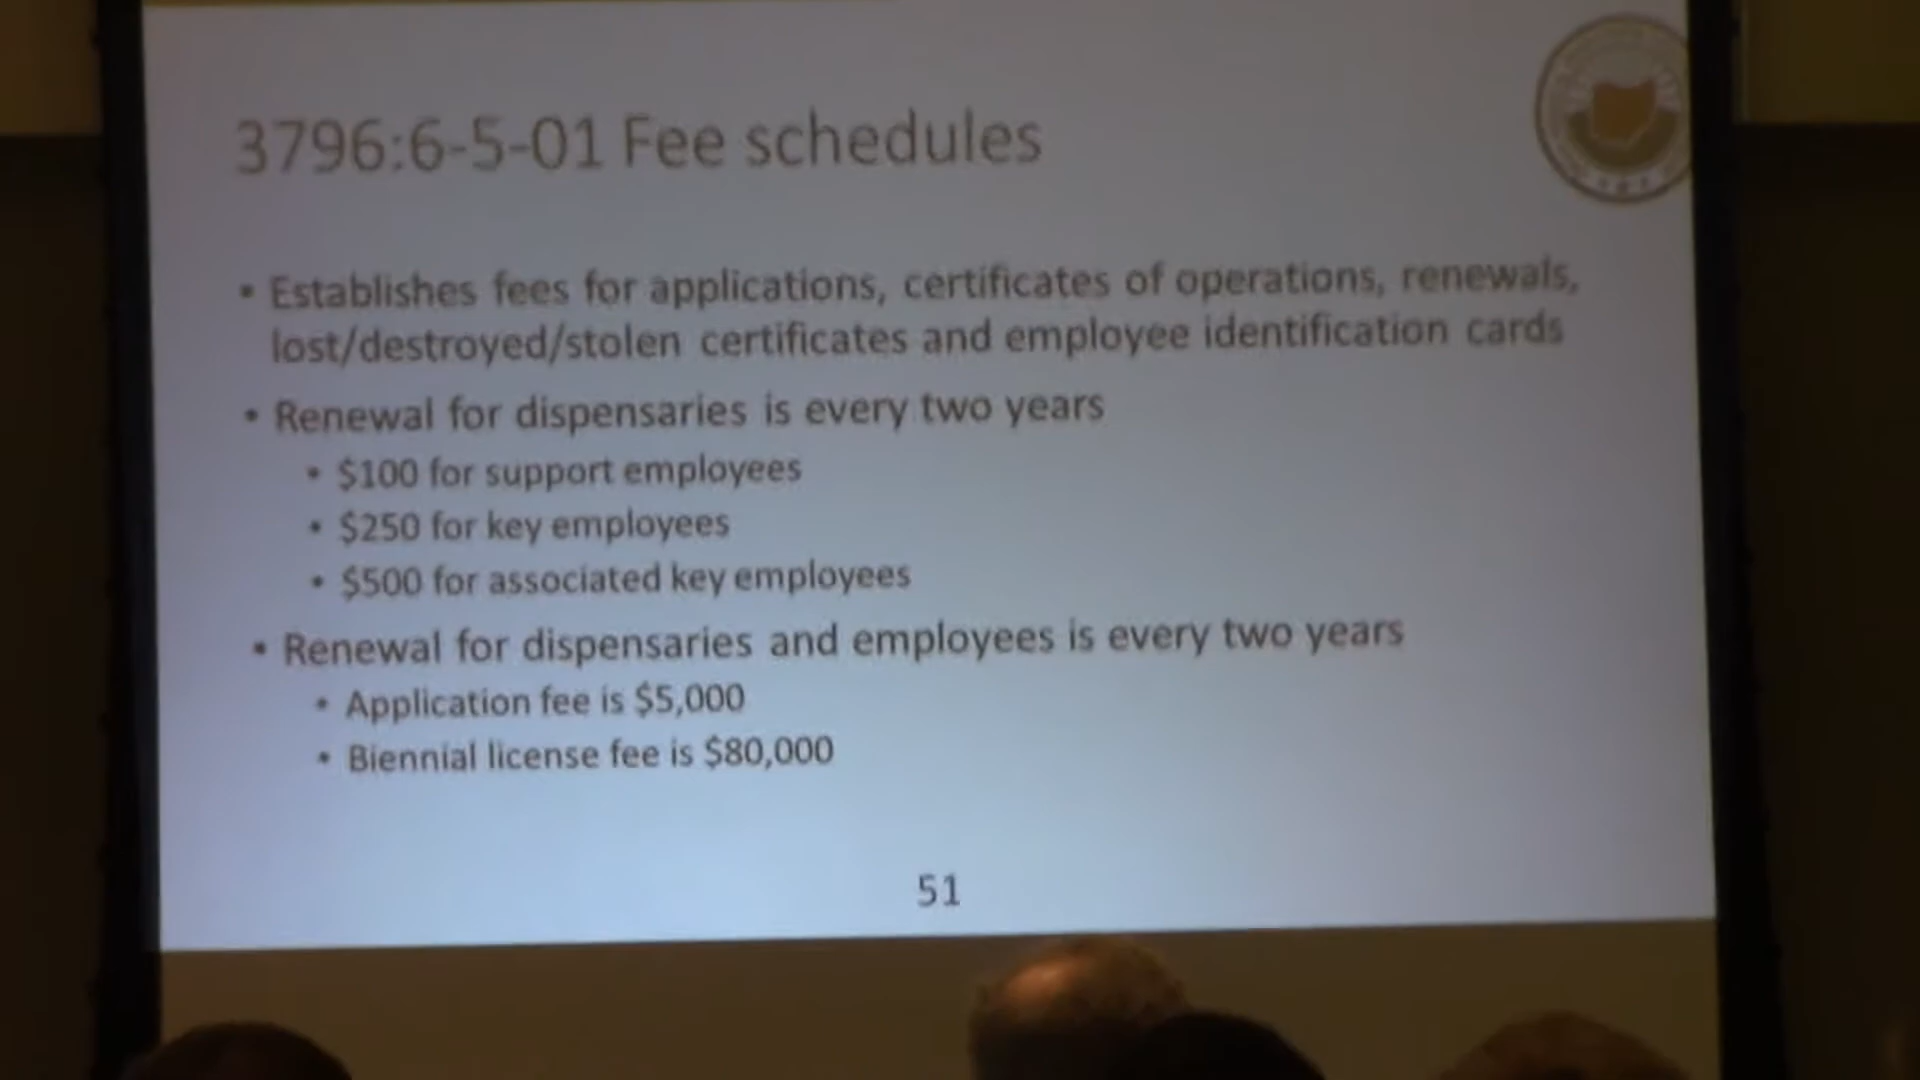 3796:6-5-01 Fee schedules
• Establishes fees for applications, certificates of operations, renewals,
lost/destroyed/stolen certificates and employee identification cards
• Renewal for dispensaries is every two years
• $100 for support employees
• $250 for key employees
• $500 for associated key employees
• Renewal for dispensaries and employees is every two years
• Application fee is $5,000
• Biennial license fee is $80,000
51